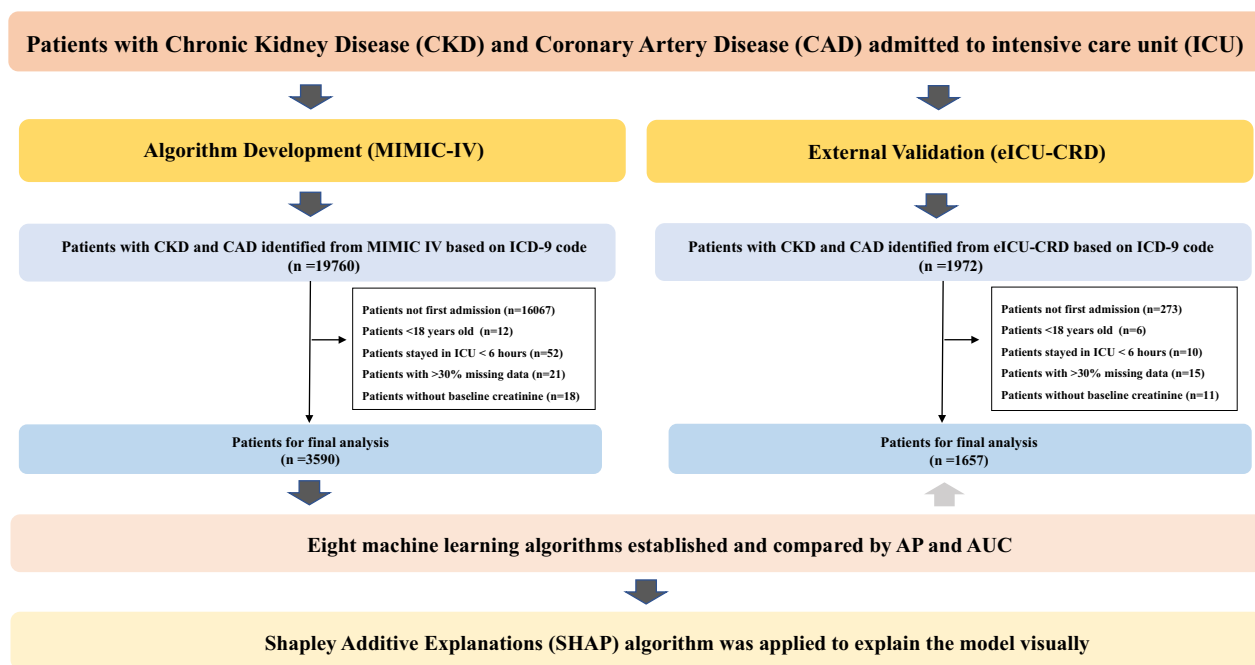 Patients with Chronic Kidney Disease (CKD) and Coronary Artery Disease (CAD) admitted to intensive care unit (ICU)
Algorithm Development (MIMIC-IV)
Patients with CKD and CAD identified from MIMIC IV based on ICD-9 code
(n =19760)
Patients not first admission (n=16067)
Patients <18 years old (n=12)
Patients stayed in ICU < 6 hours (n=52)
Patients with >30% missing data (n=21)
Patients without baseline creatinine (n=18)
Patients for final analysis
(n =3590)
External Validation (eICU-CRD)
Patients with CKD and CAD identified from eICU-CRD based on ICD-9 code
(n =1972)
Patients not first admission (n=273)
Patients <18 years old (n=6)
Patients stayed in ICU < 6 hours (n=10)
Patients with >30% missing data (n=15)
Patients without baseline creatinine (n=11)
Patients for final analysis
(n =1657)
Eight machine learning algorithms established and compared by AP and AUC
Shapley Additive Explanations (SHAP) algorithm was applied to explain the model visually